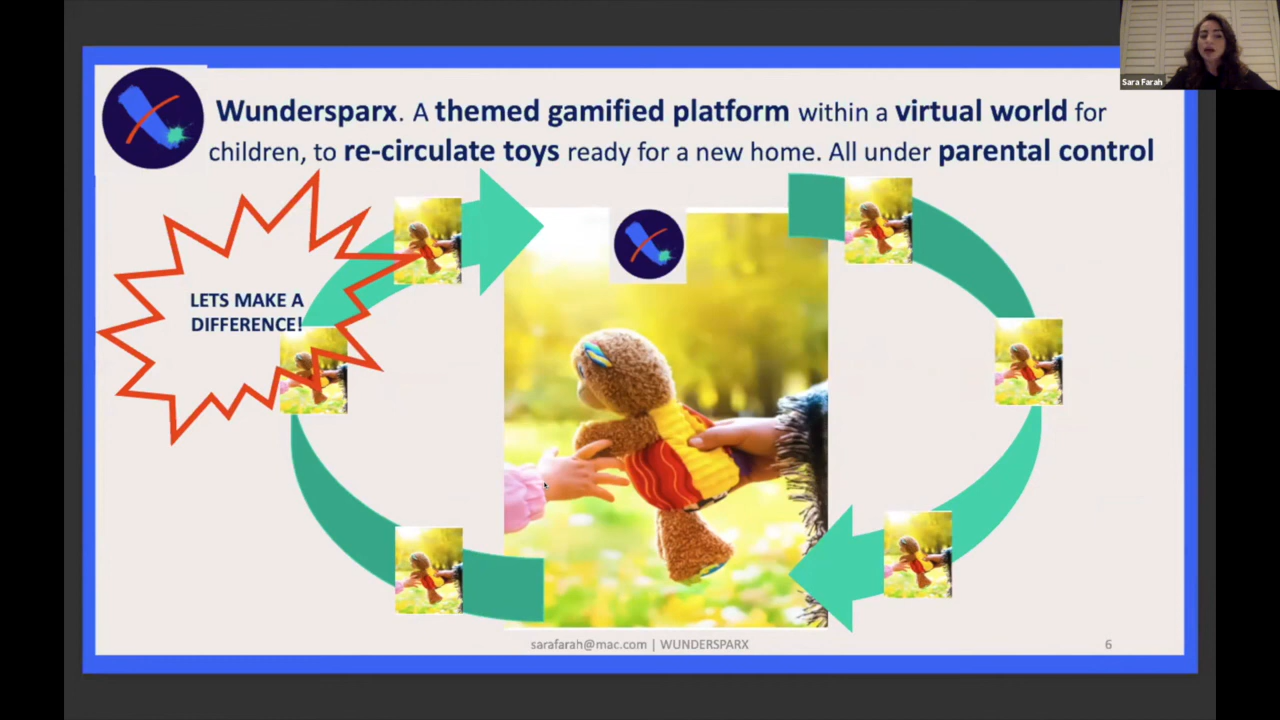 Sara Farah
Wundersparx. A themed gamified platform within a virtual world for
children, to re-circulate toys ready for a new home. All under parental control
LETS MAKE A
DIFFERENCE!
sarafarah@mac.com | WUNDERSPARX
6